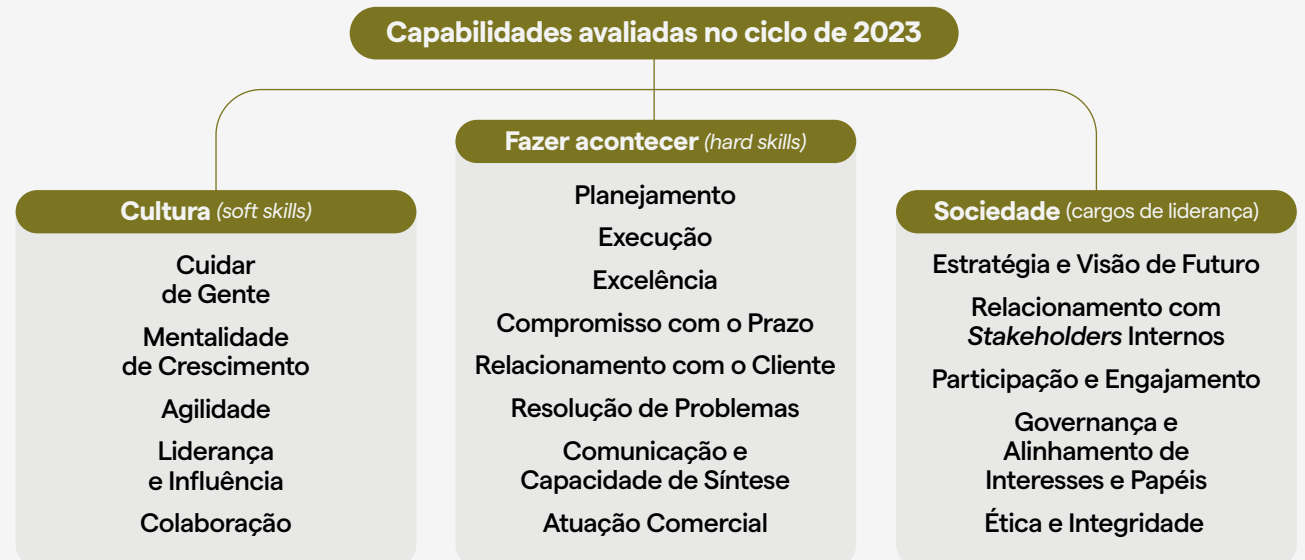 Capabilidades avaliadas no ciclo de 2023
Cultura (soft skills)
Cuidar
de Gente
Mentalidade
de Crescimento
Agilidade
Liderança
e Influência
Colaboração
Fazer acontecer (hard skills)
Planejamento
Execução
Excelência
Compromisso com o Prazo
Relacionamento com o Cliente
Resolução de Problemas
Comunicação e
Capacidade de Síntese
Atuação Comercial
Sociedade (cargos de liderança)
Estratégia e Visão de Futuro
Relacionamento com
Stakeholders Internos
Participação e Engajamento
Governança e
Alinhamento de
Interesses e Papéis
Ética e Integridade